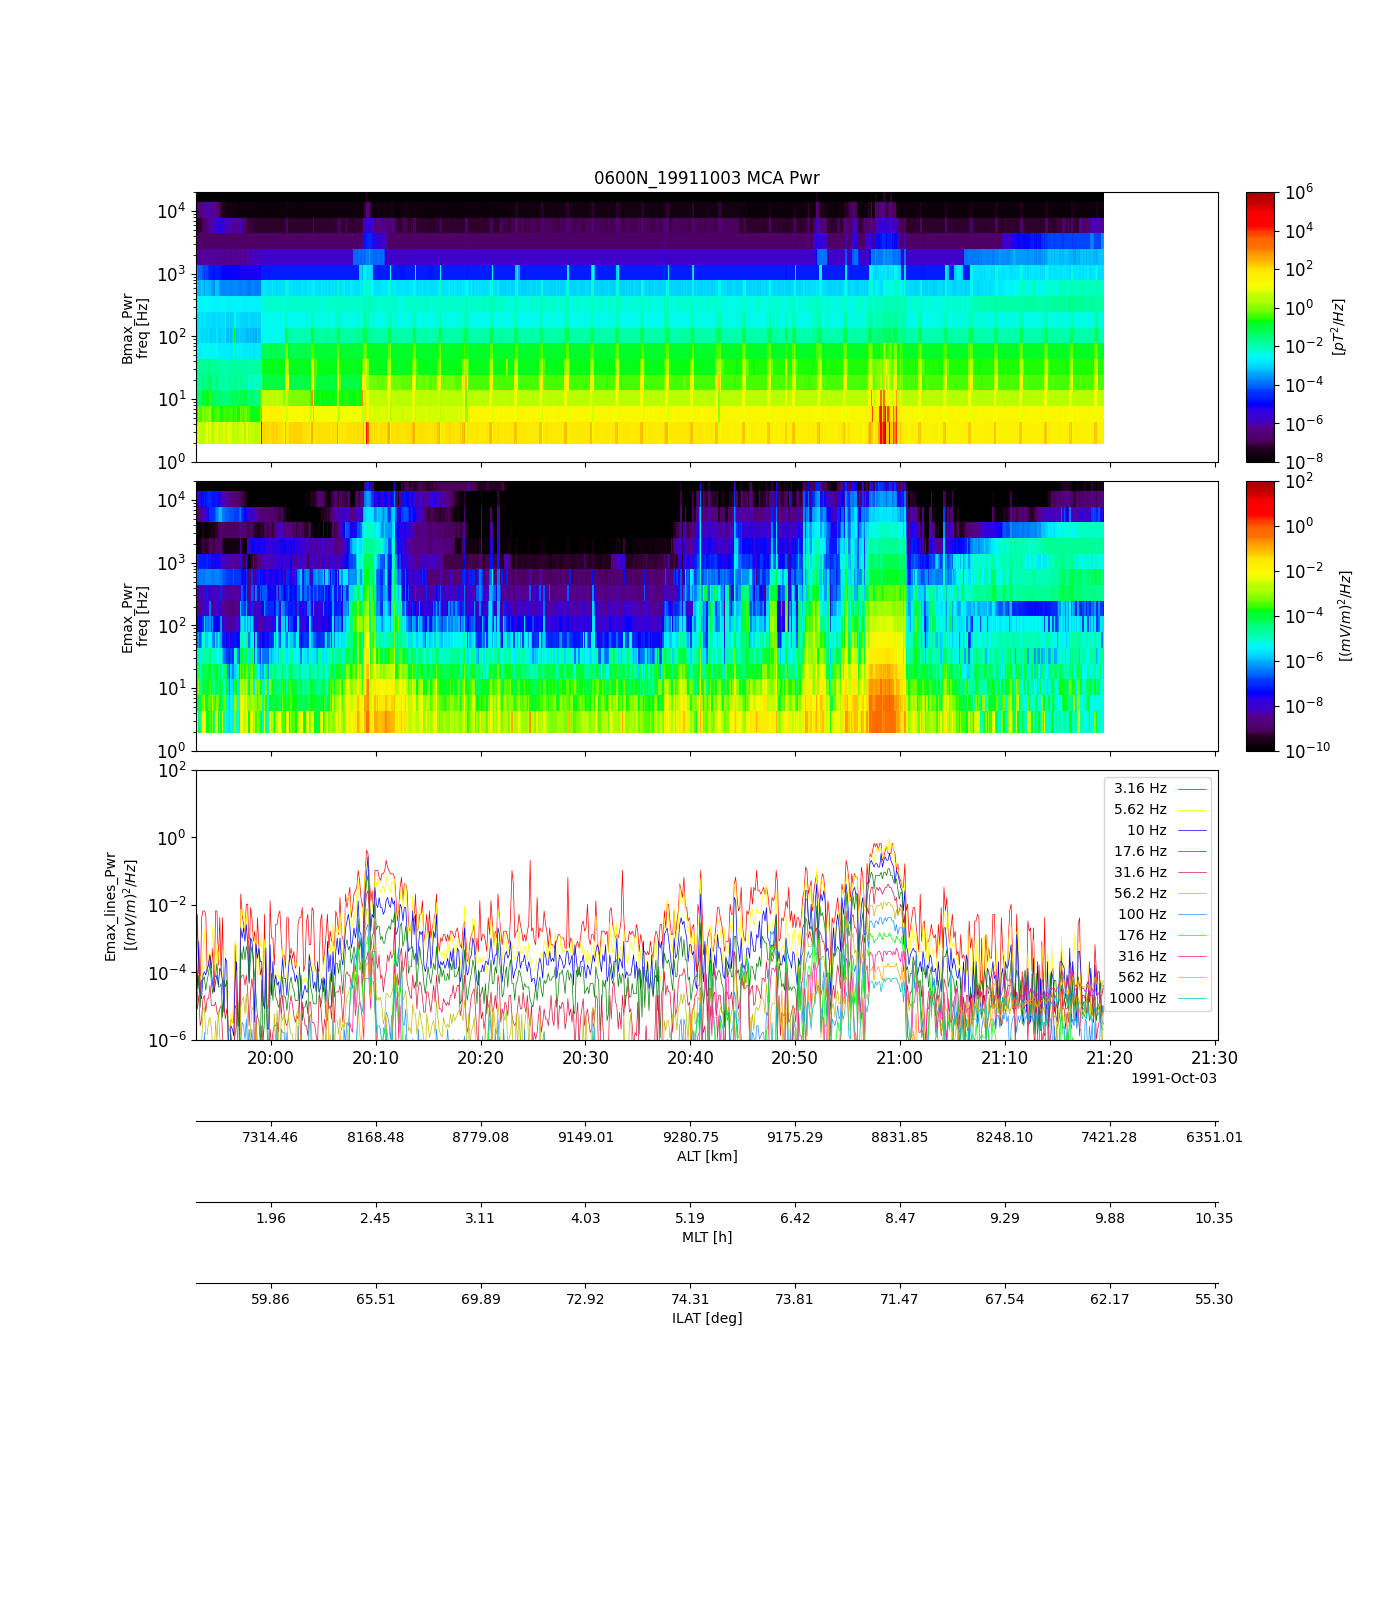 0600N_19911003 MCA Pwr
10^4
10^3
10^2
10^1
10^0
Bmax_Pwr
freq [Hz]
10^6
10^4
10^2
10^0
10^−2
10^−4
10^−6
10^−8
[pT^2/Hz]
10^4
10^3
10^2
10^1
10^0
Emax_Pwr
freq [Hz]
10^2
10^0
10^−2
10^−4
10^−6
10^−8
10^−10
[(mV/m)^2/Hz]
10^2
10^0
10^−2
10^−4
10^−6
Emax_lines_Pwr
[(mV/m)^2/Hz]
3.16 Hz
5.62 Hz
10 Hz
17.6 Hz
31.6 Hz
56.2 Hz
100 Hz
176 Hz
316 Hz
562 Hz
1000 Hz
20:00 20:10 20:20 20:30 20:40 20:50 21:00 21:10 21:20 21:30
1991-Oct-03
7314.46 8168.48 8779.08 9149.01 9280.75 9175.29 8831.85 8248.10 7421.28 6351.01
ALT [km]
1.96 2.45 3.11 4.03 5.19 6.42 8.47 9.29 9.88 10.35
MLT [h]
59.86 65.51 69.89 72.92 74.31 73.81 71.47 67.54 62.17 55.30
ILAT [deg]